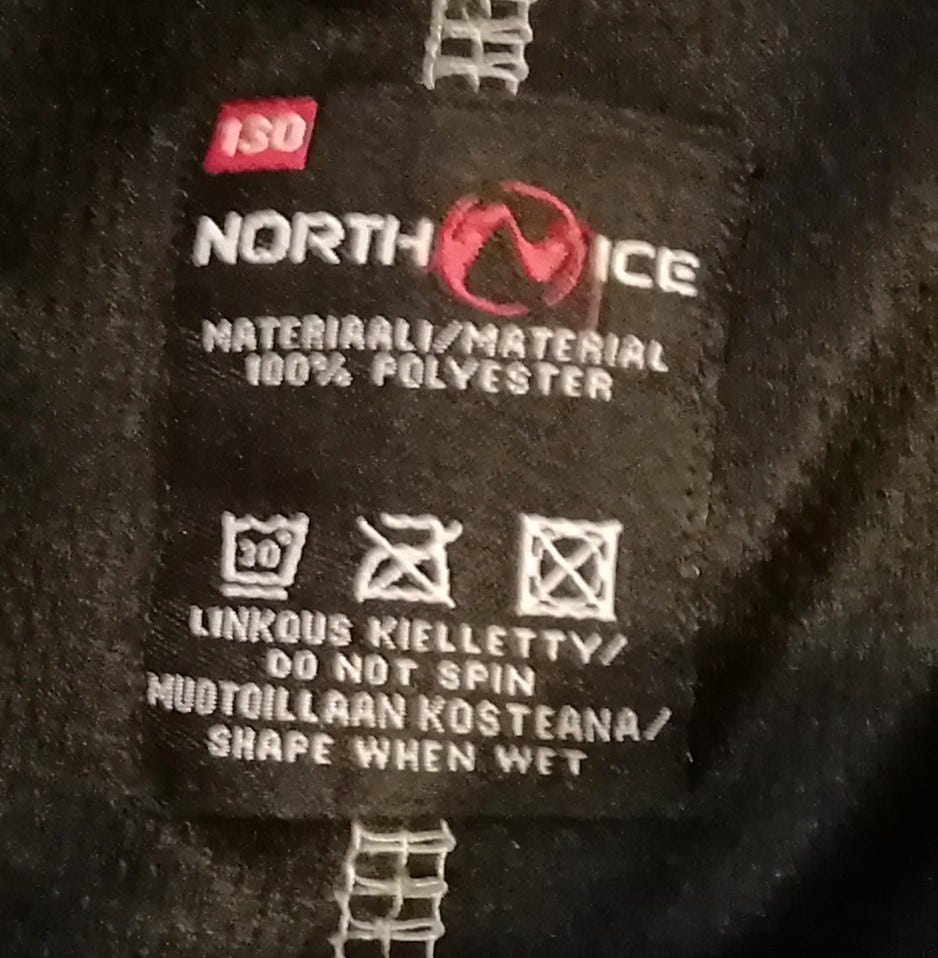 ISO
NORTH ICE
MATERIAALI/MATERIAL
100% POLYESTER
30°
LINKOUS KIELLETTY/
DO NOT SPIN
MUOTOILLAAN KOSTEANA/
SHAPE WHEN WET